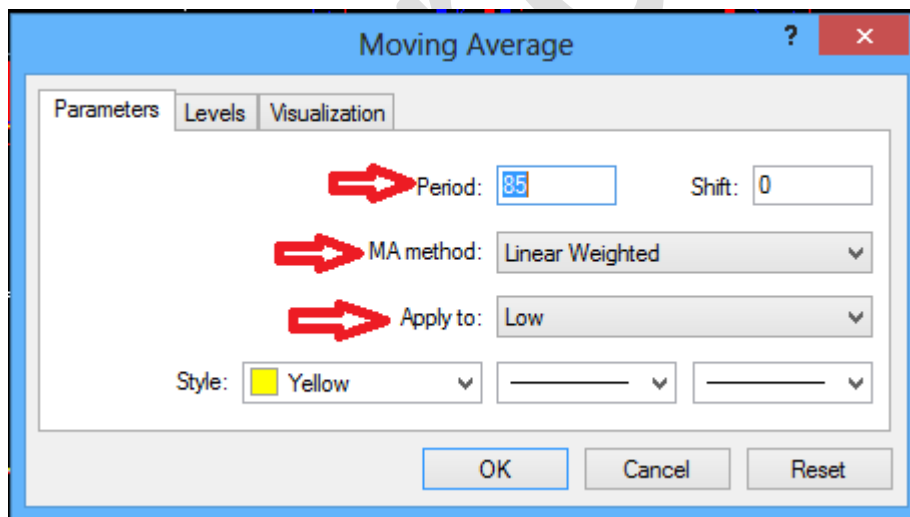 Moving Average ?
Parameters Levels Visualization
Period: 85 Shift: 0
MA method: Linear Weighted
Apply to: Low
Style: Yellow
OK Cancel Reset